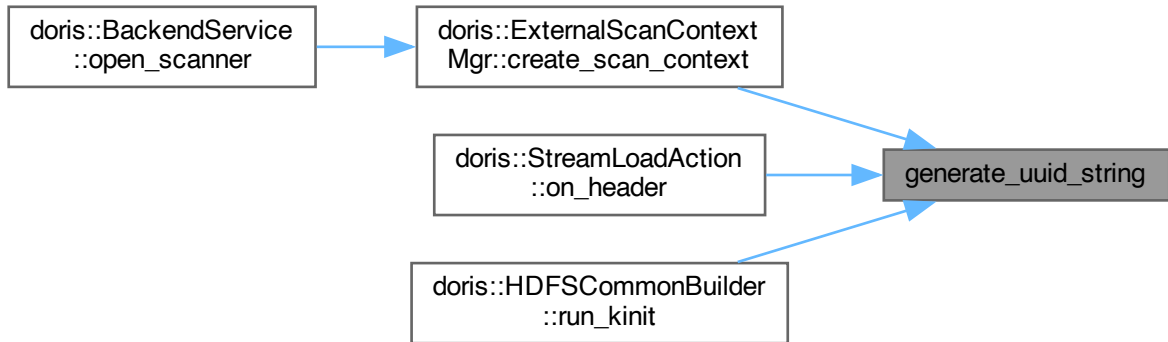 doris::BackendService
::open_scanner
doris::ExternalScanContext
Mgr::create_scan_context
doris::StreamLoadAction
::on_header
doris::HDFSCommonBuilder
::run_kinit
generate_uuid_string